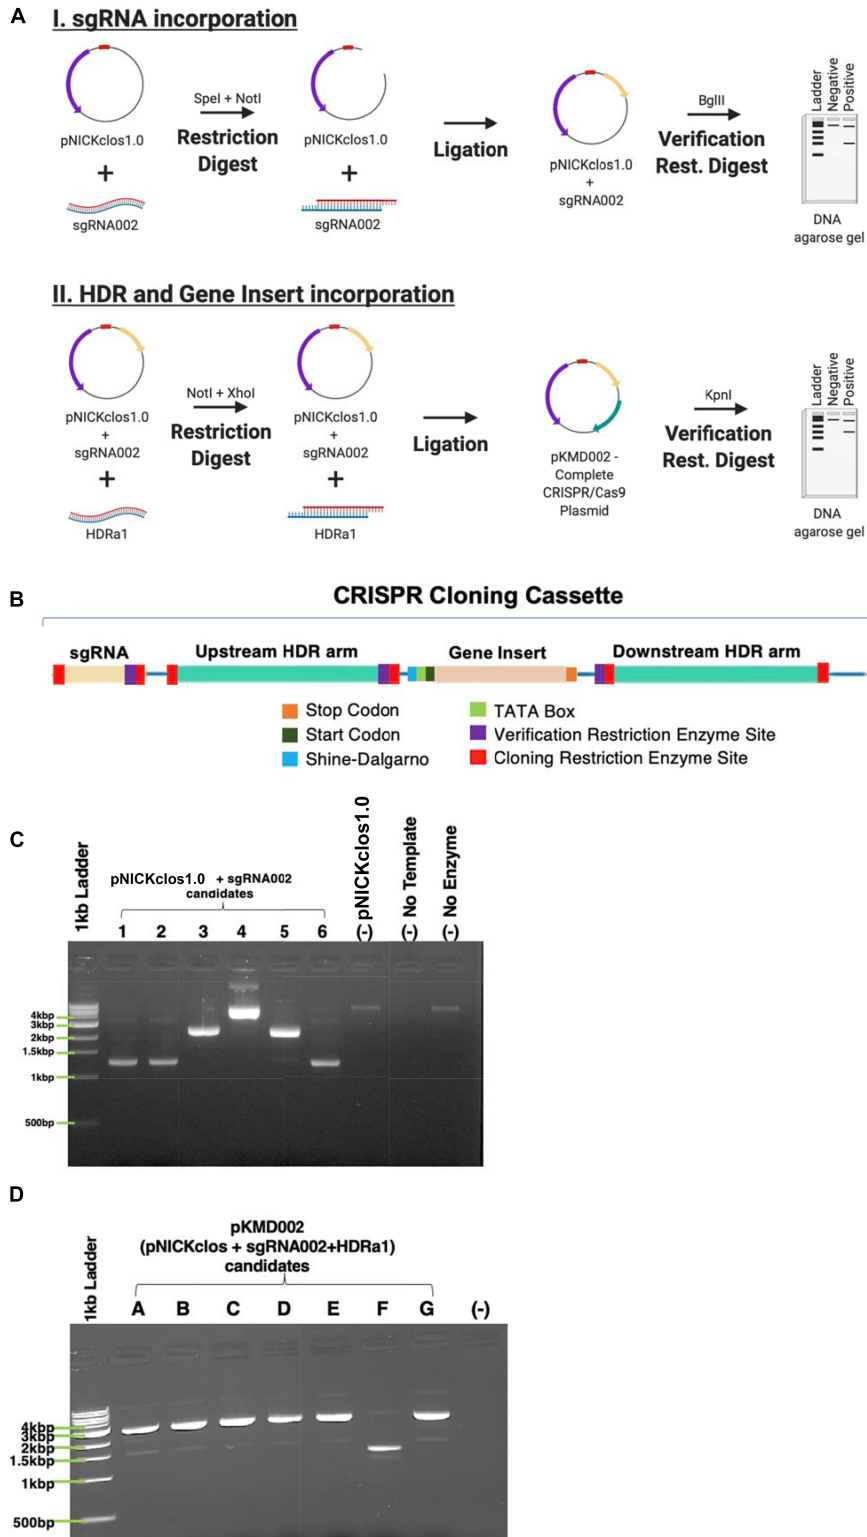 A
I. sgRNA incorporation
pNICKclos1.0
+
sgRNA002
SpeI + NotI
Restriction
Digest
pNICKclos1.0
+
sgRNA002
Ligation
pNICKclos1.0
+
sgRNA002
BglII
Verification
Rest. Digest
Ladder
Negative
Positive
DNA
agarose gel
II. HDR and Gene Insert incorporation
pNICKclos1.0
+
sgRNA002
+
HDRa1
NotI + XhoI
Restriction
Digest
pNICKclos1.0
+
sgRNA002
+
HDRa1
Ligation
pKMD002 -
Complete
CRISPR/Cas9
Plasmid
KpnI
Verification
Rest. Digest
Ladder
Negative
Positive
DNA
agarose gel
B
CRISPR Cloning Cassette
sgRNA Upstream HDR arm Gene Insert Downstream HDR arm
Stop Codon
Start Codon
Shine-Dalgarno
TATA Box
Verification Restriction Enzyme Site
Cloning Restriction Enzyme Site
C
1kb Ladder
pNICKclos1.0 + sgRNA002
candidates
1 2 3 4 5 6
(-) pNICKclos1.0
(-) No Template
(-) No Enzyme
4kbp
3kbp
2kbp
1.5kbp
1kbp
500bp
D
1kb Ladder
pKMD002
(pNICKclos + sgRNA002+HDRa1)
candidates
A B C D E F G (-)
4kbp
3kbp
2kbp
1.5kbp
1kbp
500bp